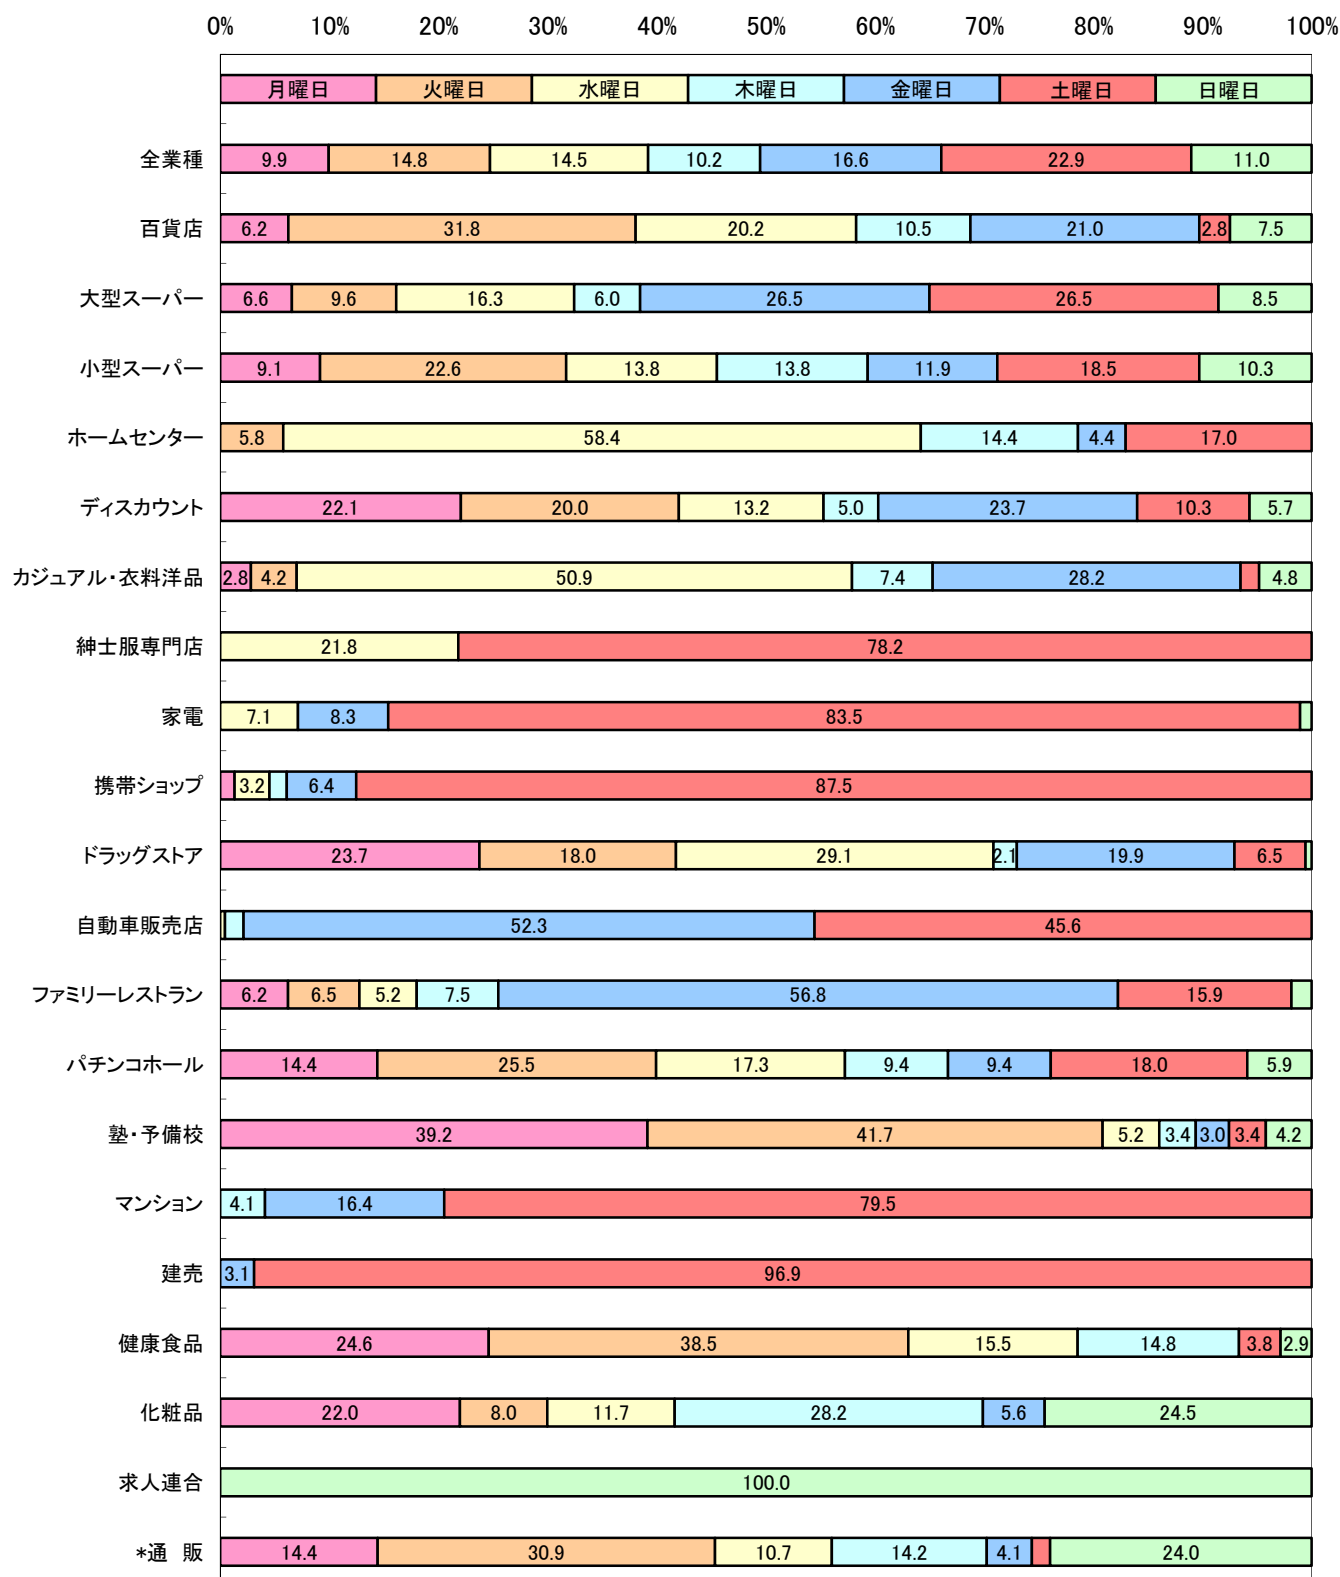 0% 10% 20% 30% 40% 50% 60% 70% 80% 90% 100%
月曜日 火曜日 水曜日 木曜日 金曜日 土曜日 日曜日
全業種 9.9 14.8 14.5 10.2 16.6 22.9 11.0
百貨店 6.2 31.8 20.2 10.5 21.0 2.8 7.5
大型スーパー 6.6 9.6 16.3 6.0 26.5 26.5 8.5
小型スーパー 9.1 22.6 13.8 13.8 11.9 18.5 10.3
ホームセンター 5.8 58.4 14.4 4.4 17.0
ディスカウント 22.1 20.0 13.2 5.0 23.7 10.3 5.7
カジュアル・衣料洋品 2.8 4.2 50.9 7.4 28.2 4.8
紳士服専門店 21.8 78.2
家電 7.1 8.3 83.5
携帯ショップ 3.2 6.4 87.5
ドラッグストア 23.7 18.0 29.1 2.1 19.9 6.5
自動車販売店 52.3 45.6
ファミリーレストラン 6.2 6.5 5.2 7.5 56.8 15.9
パチンコホール 14.4 25.5 17.3 9.4 9.4 18.0 5.9
塾・予備校 39.2 41.7 5.2 3.4 3.0 3.4 4.2
マンション 4.1 16.4 79.5
建売 3.1 96.9
健康食品 24.6 38.5 15.5 14.8 3.8 2.9
化粧品 22.0 8.0 11.7 28.2 5.6 24.5
求人連合 100.0
*通　販 14.4 30.9 10.7 14.2 4.1 24.0